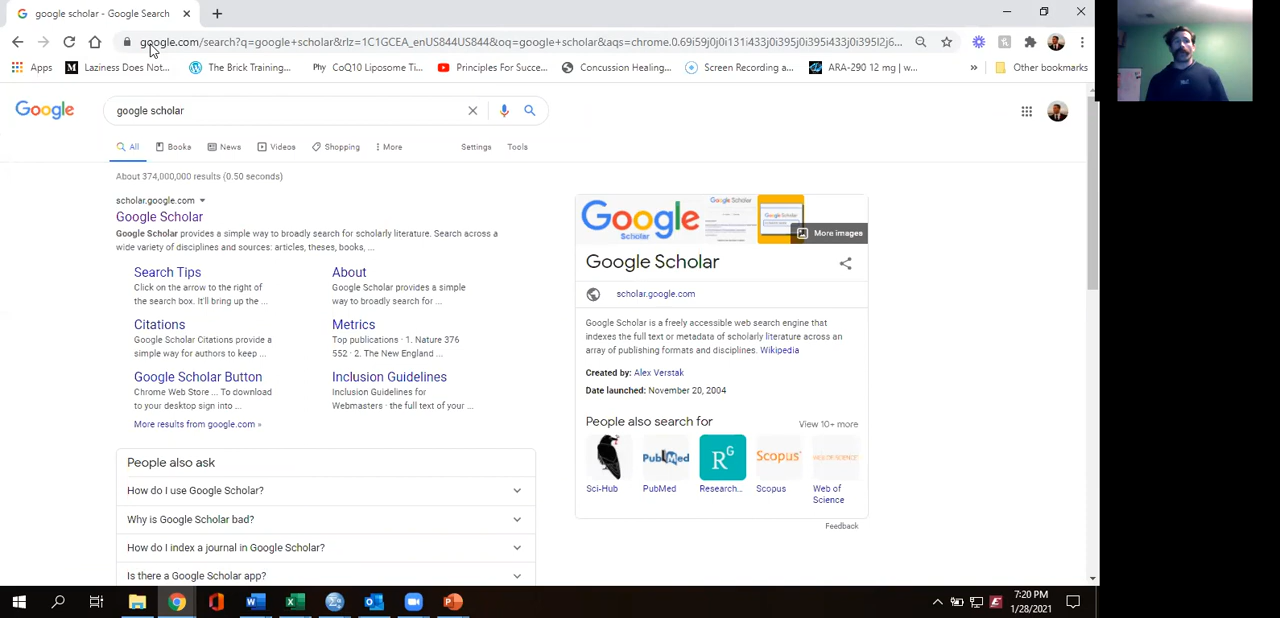 google scholar - Google Search
google.com/search?q=google+scholar&rlz=1C1GCEA_enUS844US844&oq=google+scholar&aqs=chrome.0.69i59j0j0i131i433j0i395j0i395i433j0i395l2j6...
Apps
Laziness Does Not...
The Brick Training...
Phy CoQ10 Liposome Ti...
Principles For Succe...
Concussion Healing...
Screen Recording a...
ARA-290 12 mg | w...
»
Other bookmarks
Google
google scholar
All
Books
News
Videos
Shopping
More
Settings
Tools
About 374,000,000 results (0.50 seconds)
scholar.google.com
Google Scholar
Google Scholar provides a simple way to broadly search for scholarly literature. Search across a
wide variety of disciplines and sources: articles, theses, books, ...
Search Tips
Click on the arrow to the right of
the search box. It'll bring up the ...
About
Google Scholar provides a simple
way to broadly search for ...
Citations
Google Scholar Citations provide a
simple way for authors to keep ...
Metrics
Top publications · 1. Nature 376
552 · 2. The New England ...
Google Scholar Button
Chrome Web Store ... To download
to your desktop sign into ...
Inclusion Guidelines
Inclusion Guidelines for
Webmasters · the full text of your ...
More results from google.com »
People also ask
How do I use Google Scholar?
Why is Google Scholar bad?
How do I index a journal in Google Scholar?
Is there a Google Scholar app?
Google
Scholar
More images
Google Scholar
scholar.google.com
Google Scholar is a freely accessible web search engine that
indexes the full text or metadata of scholarly literature across an
array of publishing formats and disciplines. Wikipedia
Created by: Alex Verstak
Date launched: November 20, 2004
People also search for
View 10+ more
PubMed
RG
Scopus
Sci-Hub
PubMed
Research...
Scopus
Web of
Science
Feedback
7:20 PM
1/28/2021